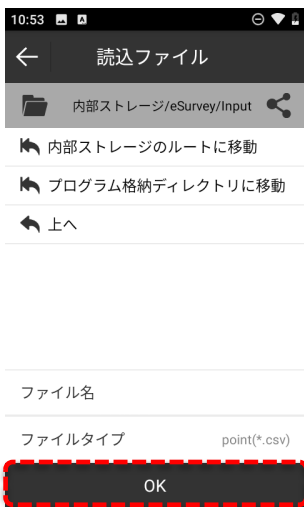 10:53
読込ファイル
内部ストレージ/eSurvey/Input
内部ストレージのルートに移動
プログラム格納ディレクトリに移動
上へ
ファイル名
ファイルタイプ point(*.csv)
OK